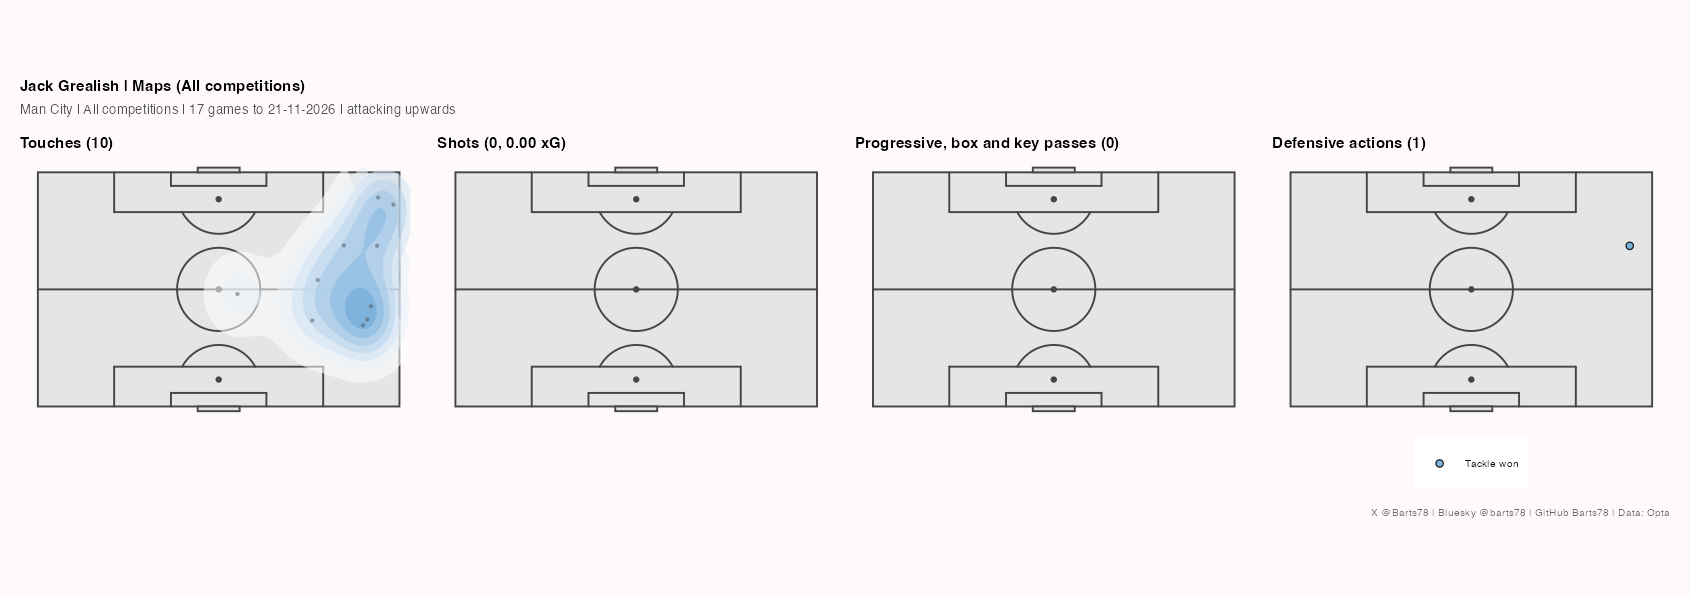 Jack Grealish | Maps (All competitions)
Man City | All competitions | 17 games to 21-11-2026 | attacking upwards
Touches (10)
Shots (0, 0.00 xG)
Progressive, box and key passes (0)
Defensive actions (1)
Tackle won
X @Barts78 | Bluesky @barts78 | GitHub Barts78 | Data: Opta